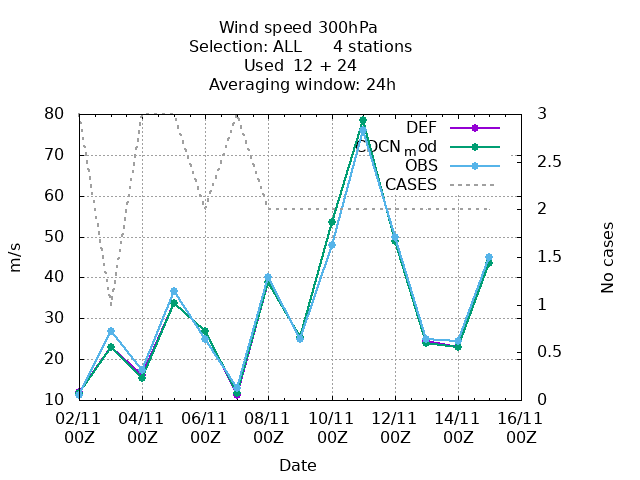 Wind speed 300hPa
Selection: ALL 4 stations
Used 12 + 24
Averaging window: 24h
DEF
CDCN_mod
OBS
CASES
80
70
60
50
40
30
20
10
m/s
3
2.5
2
1.5
1
0.5
0
No cases
02/11 04/11 06/11 08/11 10/11 12/11 14/11 16/11
00Z 00Z 00Z 00Z 00Z 00Z 00Z 00Z
Date